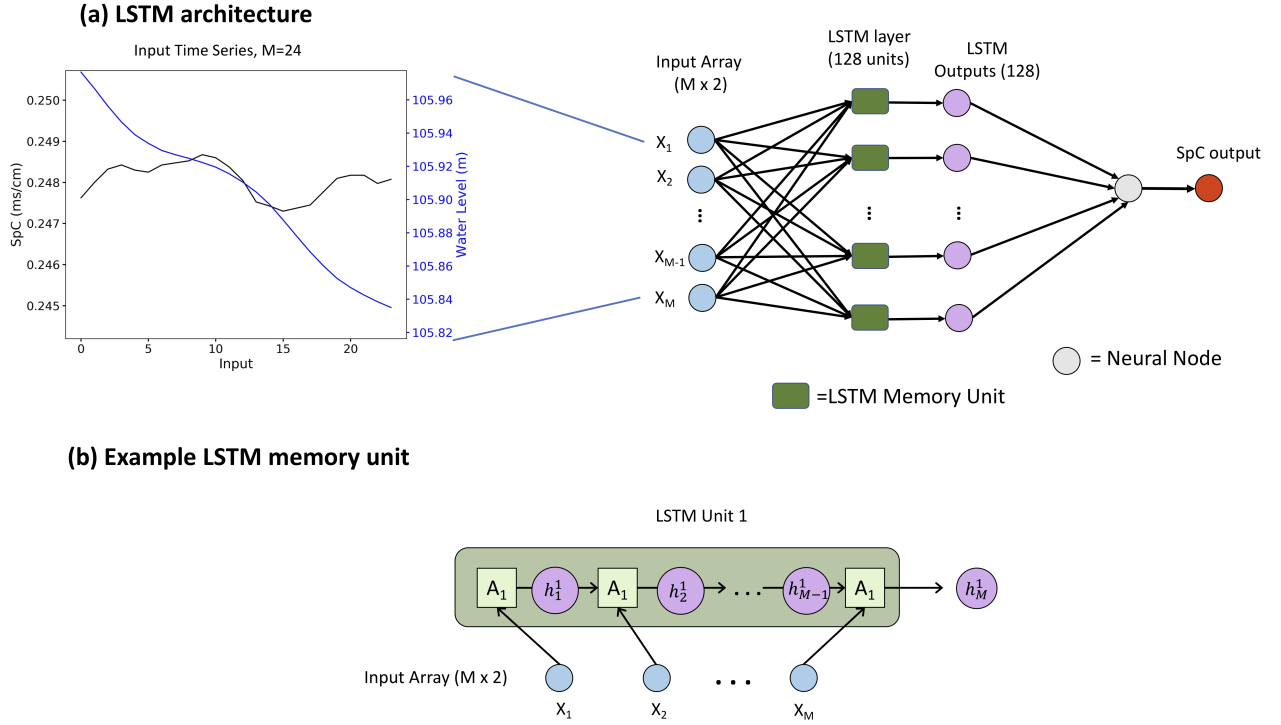 (a) LSTM architecture
Input Time Series, M=24
SpC (ms/cm)
0.250
0.249
0.248
0.247
0.246
0.245
0
5
10
15
20
Input
105.96
105.94
105.92
105.90
105.88
105.86
105.84
105.82
Water Level (m)
Input Array
(M x 2)
X1
X2
XM-1
XM
LSTM layer
(128 units)
LSTM
Outputs (128)
SpC output
= Neural Node
=LSTM Memory Unit
(b) Example LSTM memory unit
LSTM Unit 1
A1
h11
A1
h21
...
hM-11
A1
hM1
Input Array (M x 2)
...
X1
X2
XM